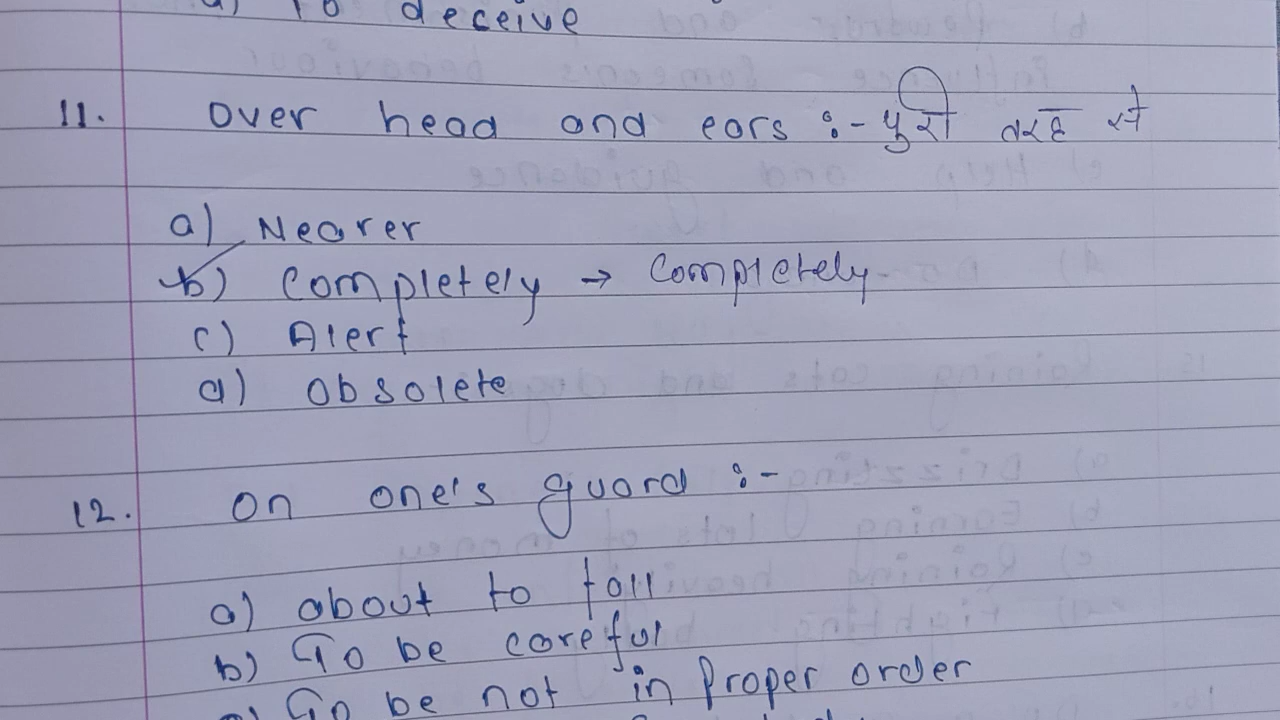 d) To deceive
11. over head and ears :- पुरी तरह से
a) Nearer
b) Completely → Completely
c) Alert
d) obsolete
12. on one's guard :-
a) about to fall
b) To be careful
To be not in Proper order